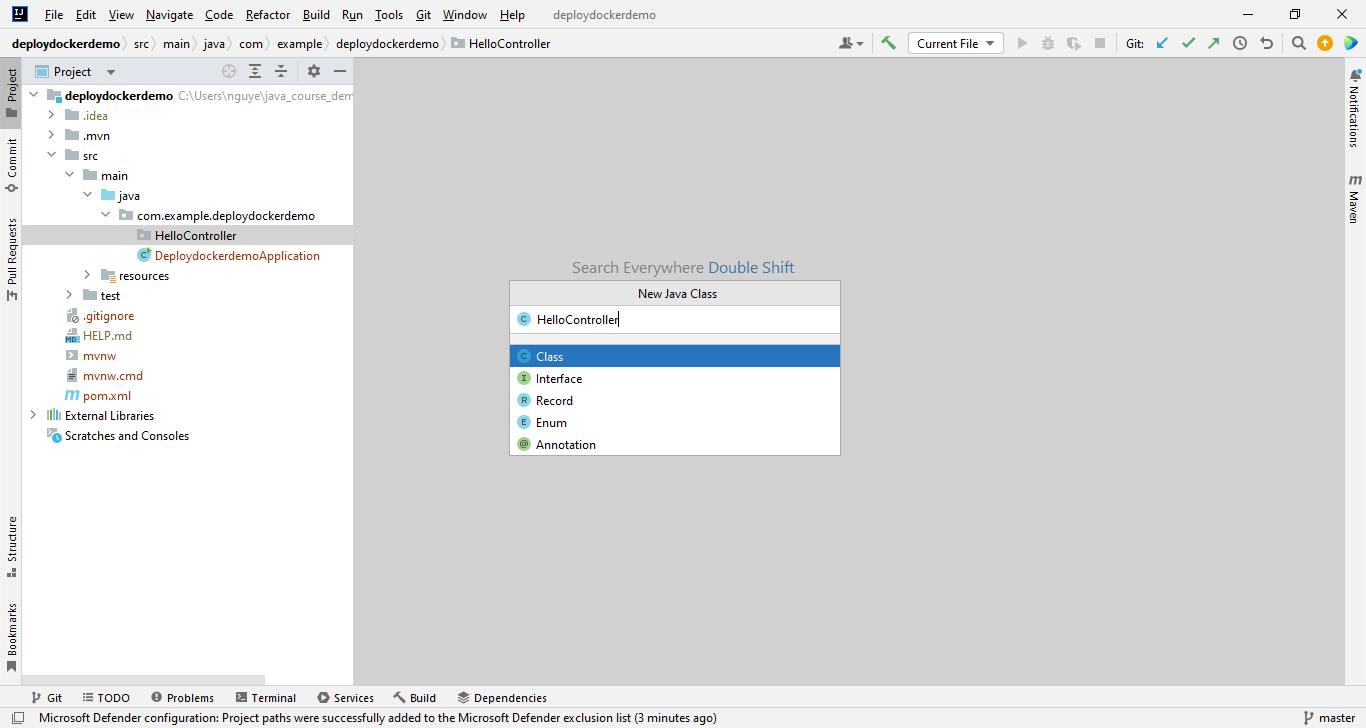 File Edit View Navigate Code Refactor Build Run Tools Git Window Help deploydockerdemo
deploydockerdemo src main java com example deploydockerdemo HelloController
Current File
Git:
Project
deploydockerdemo C:\Users\nguye\java_course_dem
.idea
.mvn
src
main
java
com.example.deploydockerdemo
HelloController
DeploydockerdemoApplication
resources
test
.gitignore
HELP.md
mvnw
mvnw.cmd
pom.xml
External Libraries
Scratches and Consoles
Project
Commit
Pull Requests
Structure
Bookmarks
Search Everywhere Double Shift
New Java Class
HelloController
Class
Interface
Record
Enum
Annotation
Notifications
Maven
Git TODO Problems Terminal Services Build Dependencies
Microsoft Defender configuration: Project paths were successfully added to the Microsoft Defender exclusion list (3 minutes ago)
master